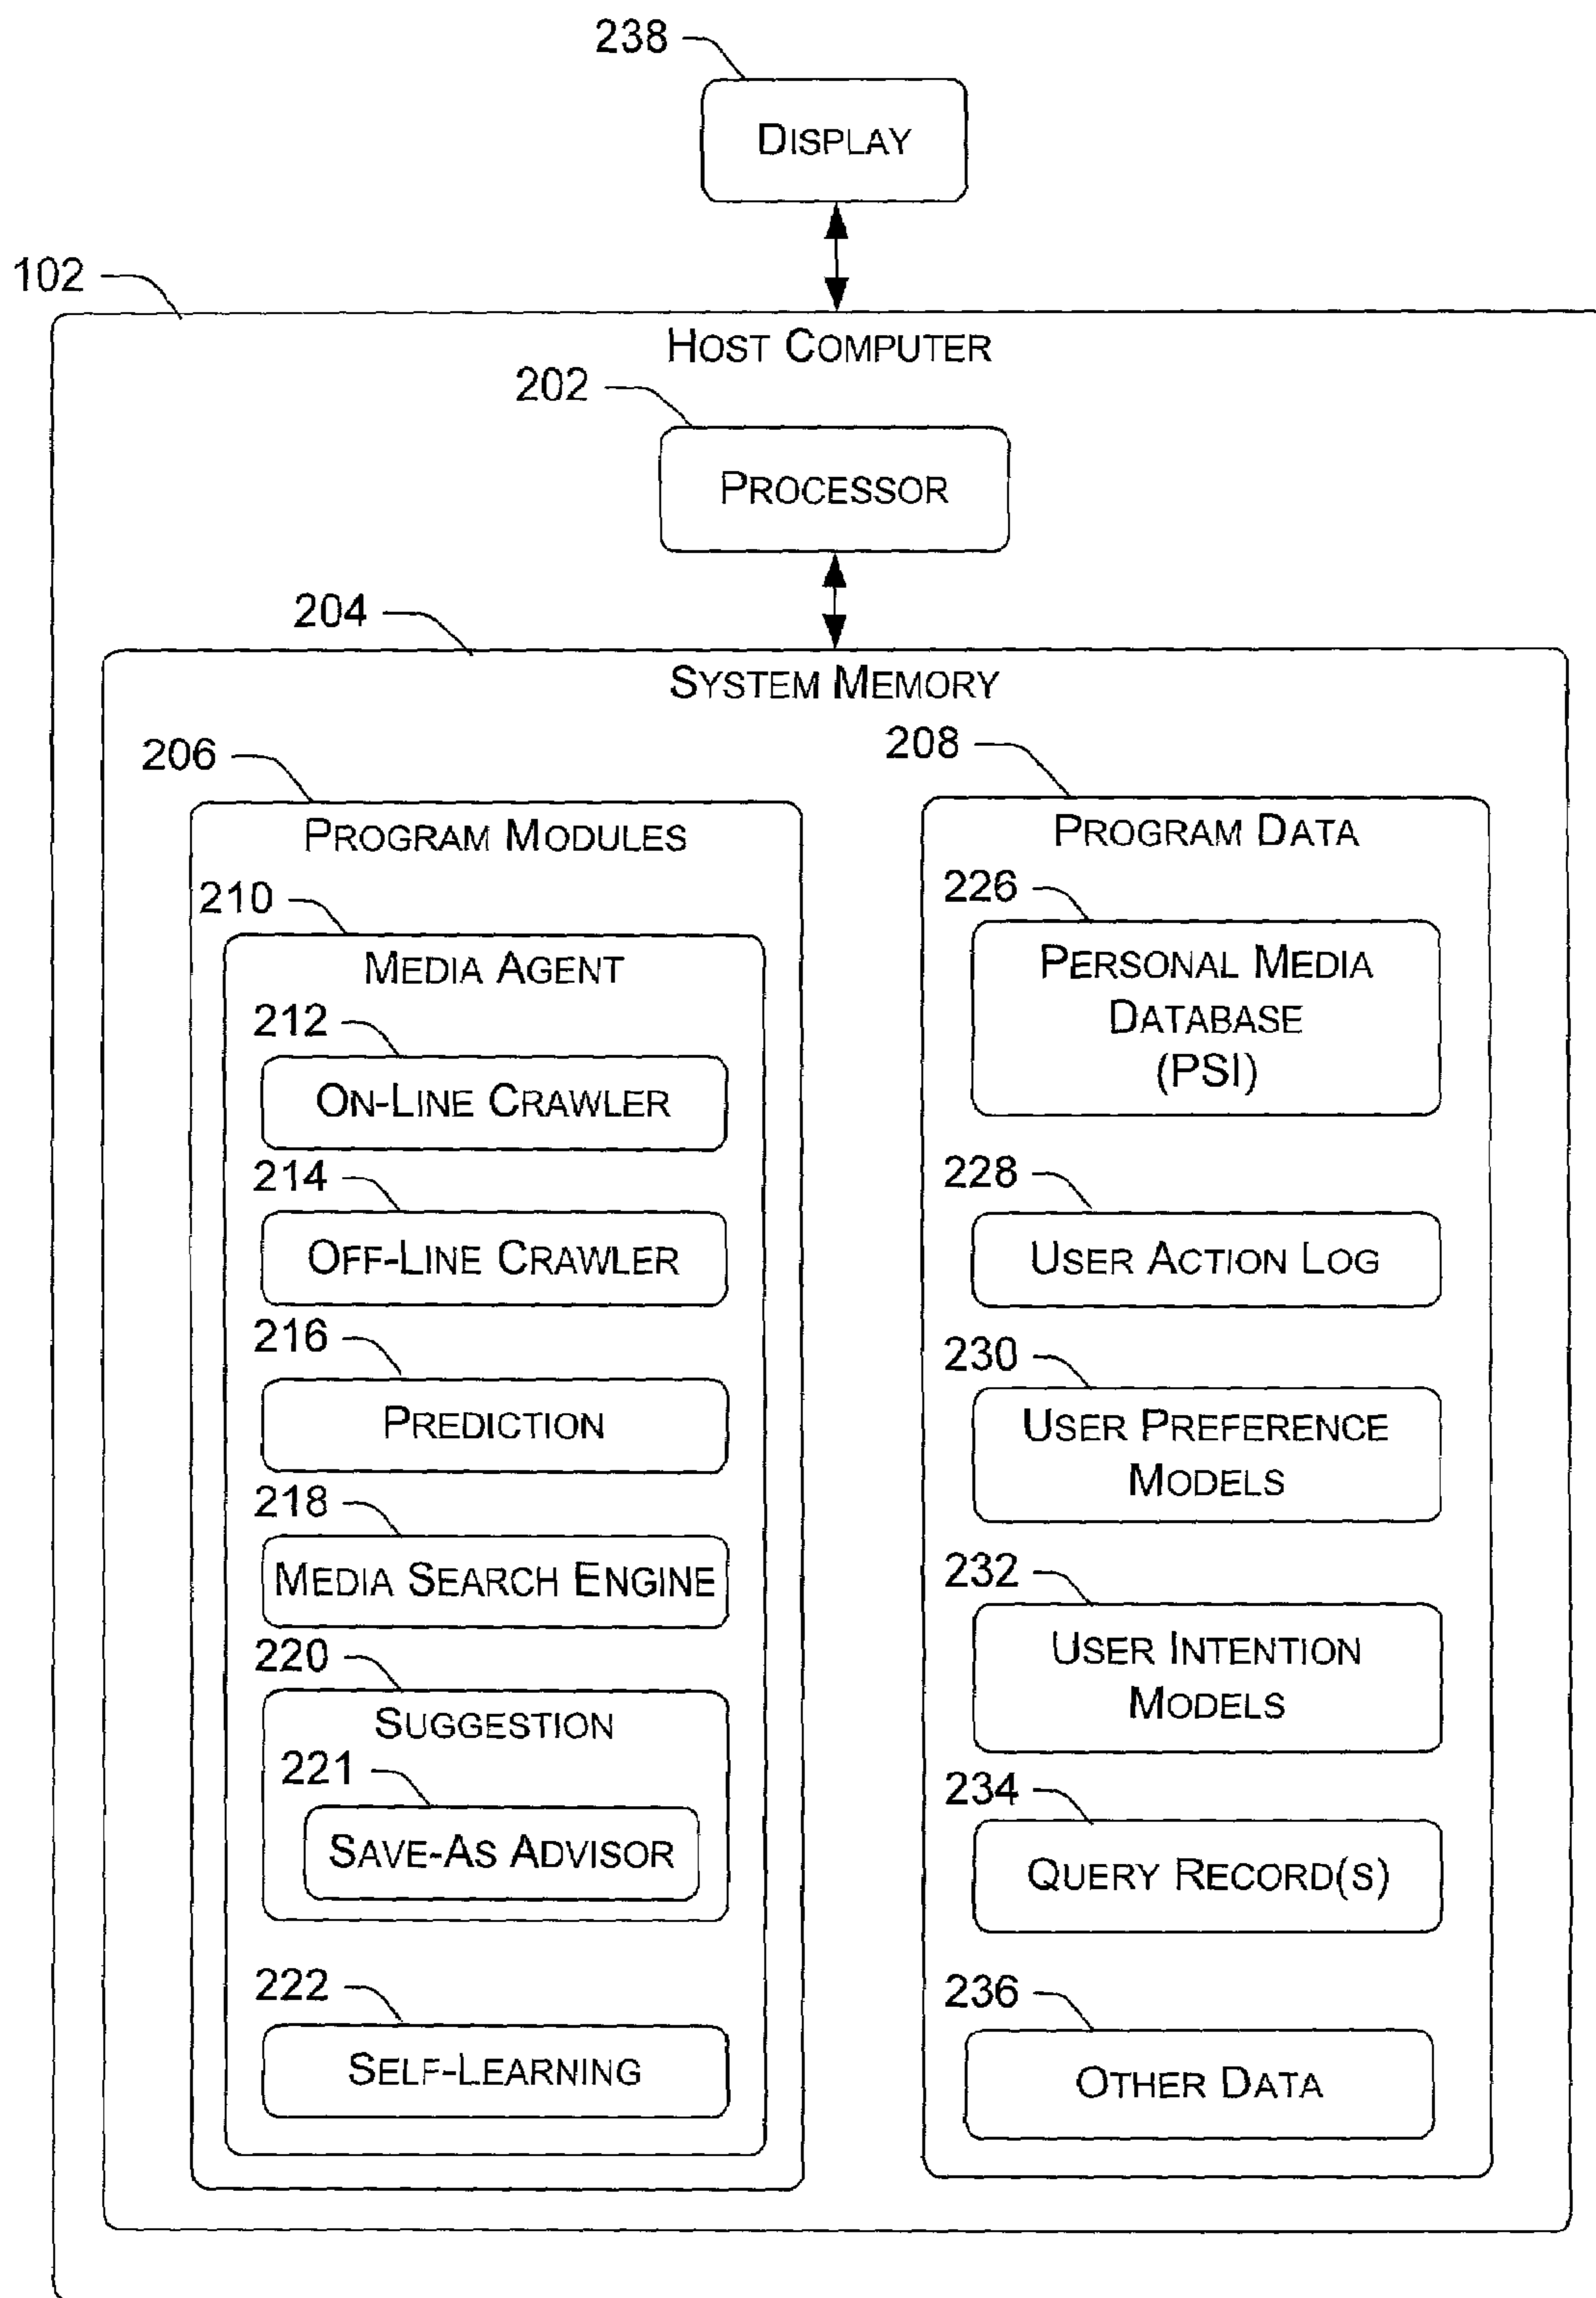 238
DISPLAY
102
HOST COMPUTER
202
PROCESSOR
204
SYSTEM MEMORY
206
PROGRAM MODULES
210
MEDIA AGENT
212
ON-LINE CRAWLER
214
OFF-LINE CRAWLER
216
PREDICTION
218
MEDIA SEARCH ENGINE
220
SUGGESTION
221
SAVE-AS ADVISOR
222
SELF-LEARNING
208
PROGRAM DATA
226
PERSONAL MEDIA
DATABASE
(PSI)
228
USER ACTION LOG
230
USER PREFERENCE
MODELS
232
USER INTENTION
MODELS
234
QUERY RECORD(S)
236
OTHER DATA